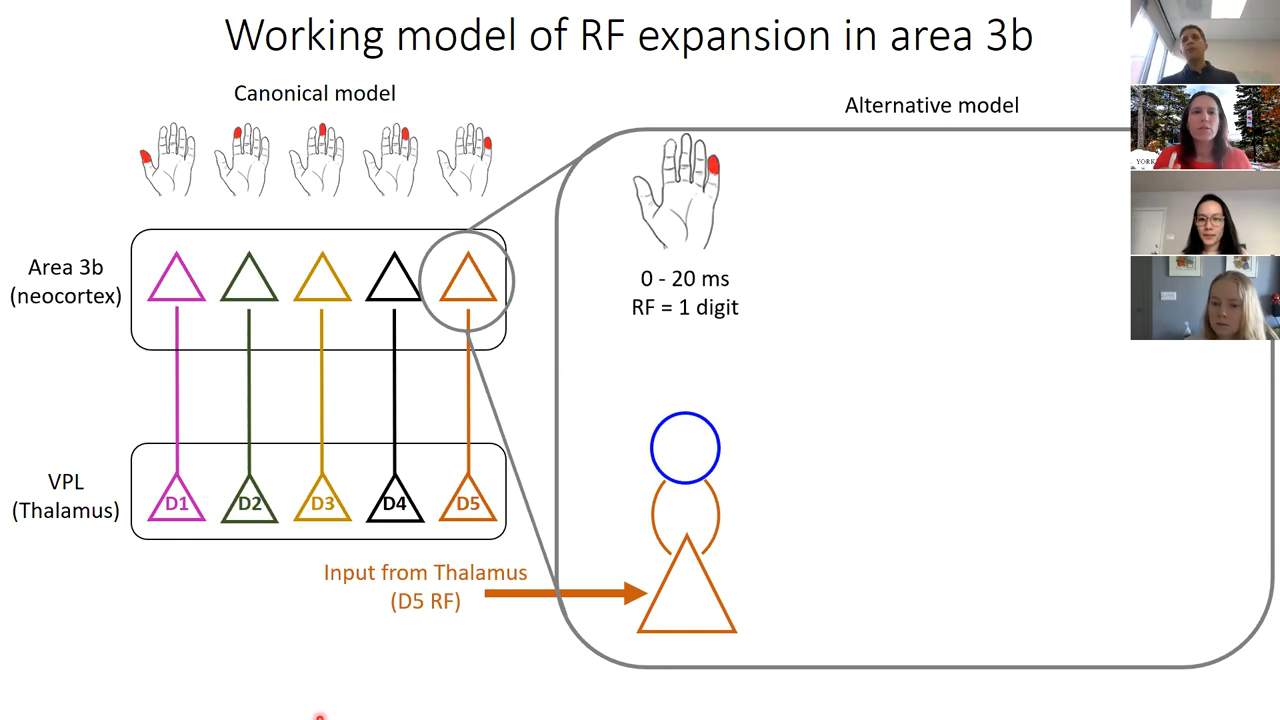 Working model of RF expansion in area 3b
Canonical model
Alternative model
Area 3b
(neocortex)
0 - 20 ms
RF = 1 digit
VPL
(Thalamus)
D1
D2
D3
D4
D5
Input from Thalamus
(D5 RF)
YORK